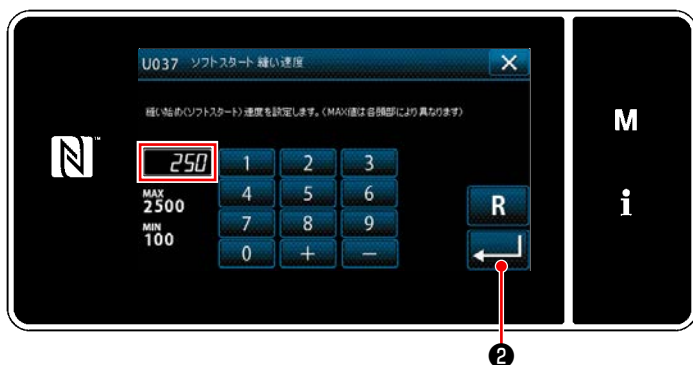 U037 ソフトスタート 縫い速度
縫い始め(ソフトスタート)速度を設定します。(MAX値は各頭部により異なります)
250
1 2 3
MAX
2500
4 5 6
MIN
100
7 8 9
0 + −
R
M
i
N
❷